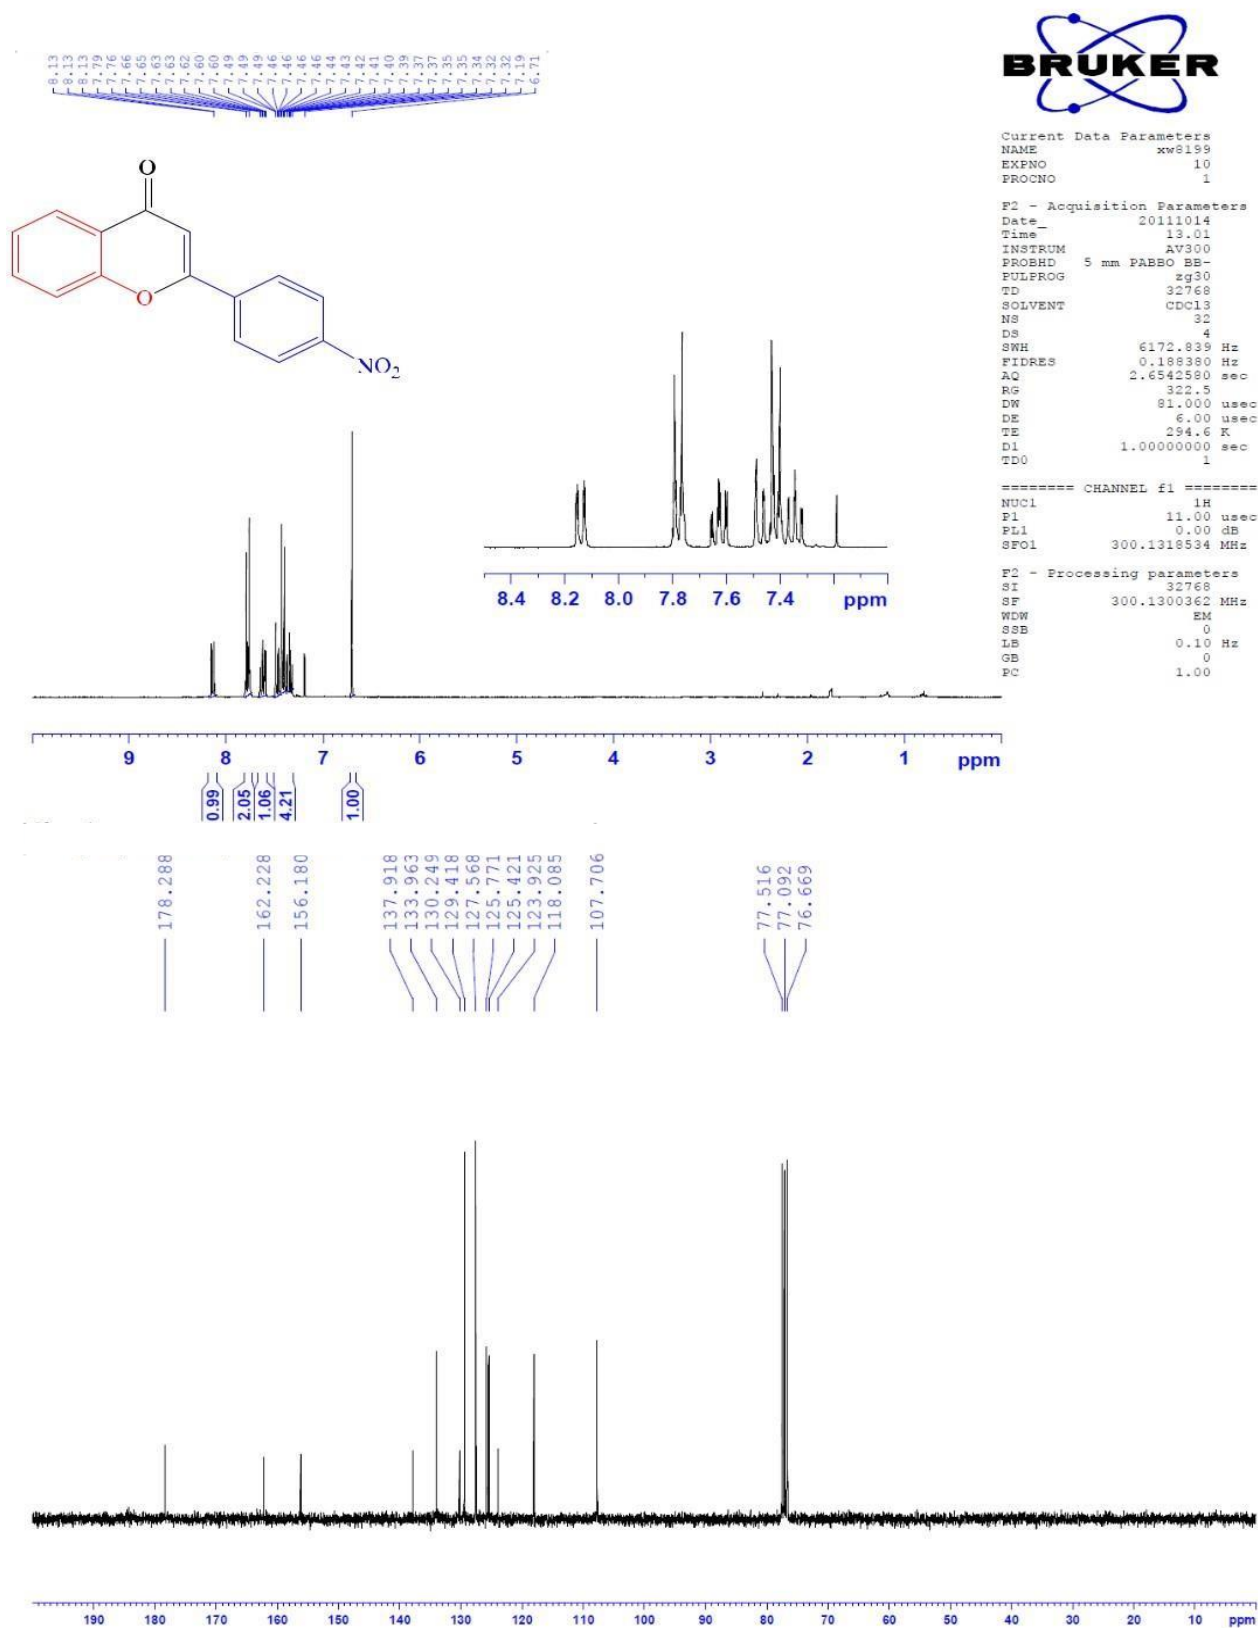 8.13
8.13
8.13
7.79
7.76
7.66
7.65
7.63
7.63
7.62
7.60
7.60
7.49
7.49
7.49
7.46
7.46
7.46
7.44
7.43
7.42
7.41
7.40
7.39
7.37
7.37
7.35
7.35
7.34
7.32
7.32
7.19
6.71
BRUKER
Current Data Parameters
NAME xw8199
EXPNO 10
PROCNO 1
F2 - Acquisition Parameters
Date_ 20111014
Time 13.01
INSTRUM AV300
PROBHD 5 mm PABBO BB-
PULPROG zg30
TD 32768
SOLVENT CDCl3
NS 32
DS 4
SWH 6172.839 Hz
FIDRES 0.188380 Hz
AQ 2.6542580 sec
RG 322.5
DW 81.000 usec
DE 6.00 usec
TE 294.6 K
D1 1.00000000 sec
TD0 1
======== CHANNEL f1 ========
NUC1 1H
P1 11.00 usec
PL1 0.00 dB
SFO1 300.1318534 MHz
F2 - Processing parameters
SI 32768
SF 300.1300362 MHz
WDW EM
SSB 0
LB 0.10 Hz
GB 0
PC 1.00
O
O
NO2
8.4 8.2 8.0 7.8 7.6 7.4 ppm
9 8 7 6 5 4 3 2 1 ppm
0.99
2.05
1.06
4.21
1.00
178.288
162.228
156.180
137.918
133.963
130.249
129.418
127.568
125.771
125.421
123.925
118.085
107.706
77.516
77.092
76.669
190 180 170 160 150 140 130 120 110 100 90 80 70 60 50 40 30 20 10 ppm